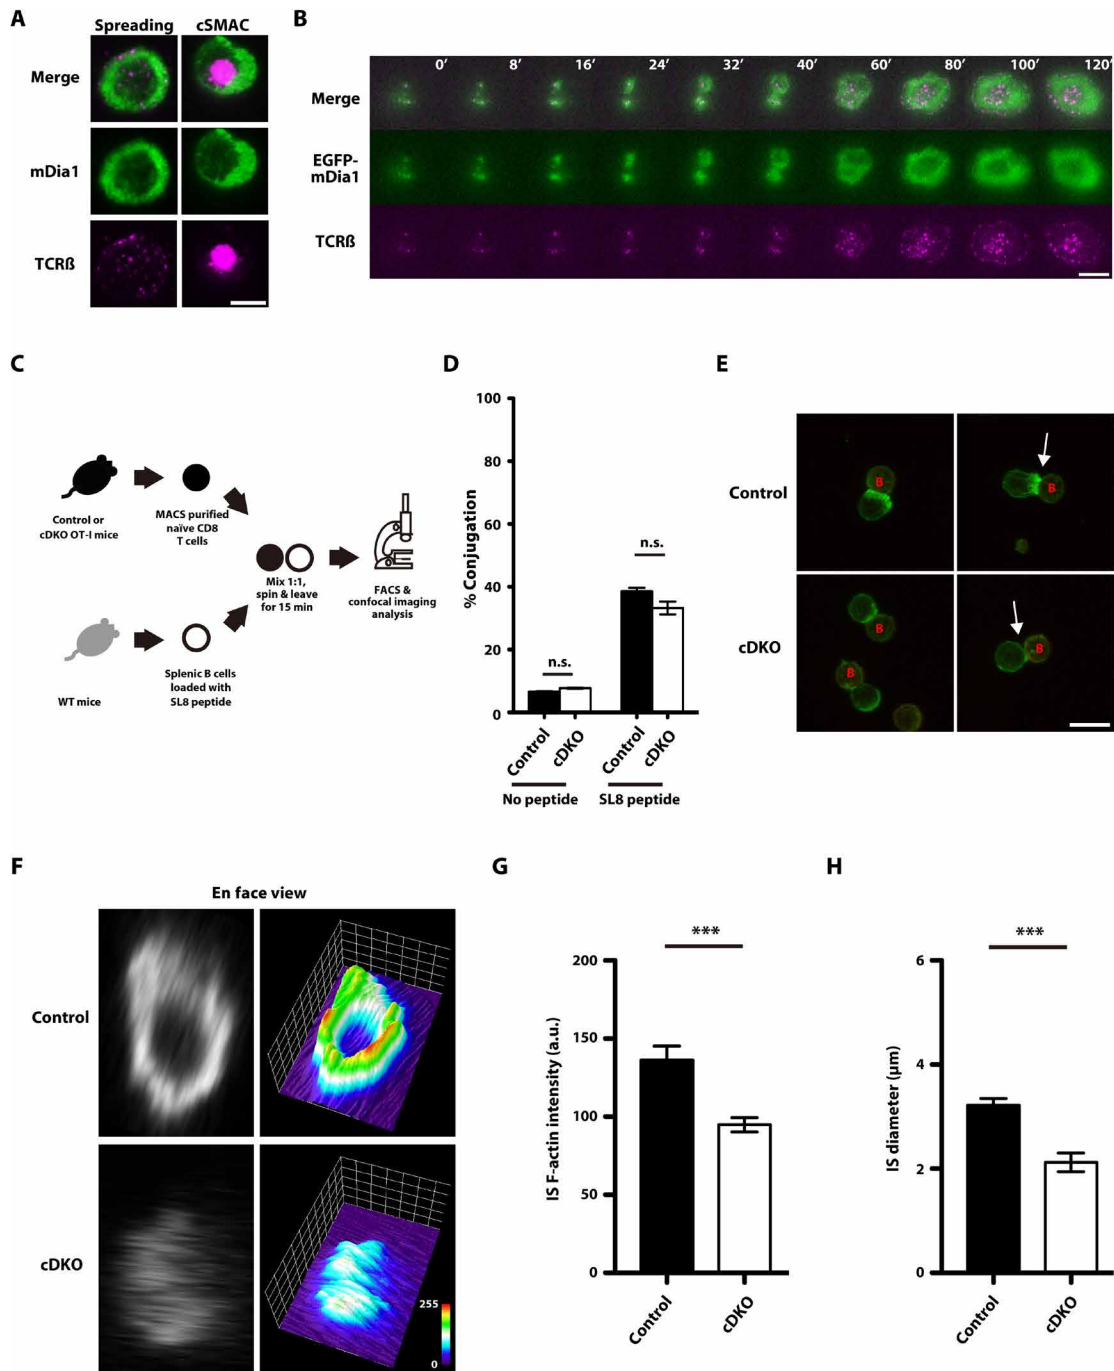 A
Spreading cSMAC
Merge
mDia1
TCRß
B
0’ 8’ 16’ 24’ 32’ 40’ 60’ 80’ 100’ 120’
Merge
EGFP-
mDia1
TCRß
C
Control or
cDKO OT-I mice
MACS purified
naïve CD8
T cells
Mix 1:1,
spin & leave
for 15 min
FACS &
confocal imaging
analysis
WT mice
Splenic B cells
loaded with
SL8 peptide
D
% Conjugation
100
80
60
40
20
0
n.s.
n.s.
Control
cDKO
Control
cDKO
No peptide
SL8 peptide
E
Control
cDKO
B
B
B
B
B
F
En face view
Control
cDKO
255
0
G
***
IS F-actin intensity (a.u.)
200
150
100
50
0
Control
cDKO
H
***
IS diameter (µm)
6
4
2
0
Control
cDKO